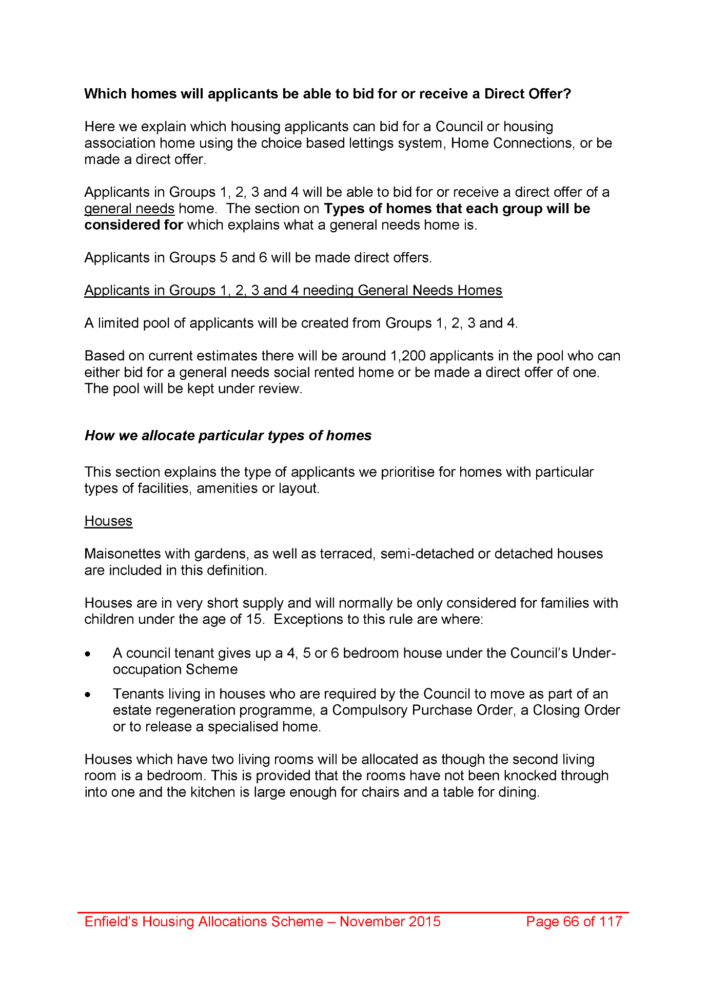 Which homes will applicants be able to bid for or receive a Direct Offer?
Here we explain which housing applicants can bid for a Council or housing
association home using the choice based lettings system, Home Connections, or be
made a direct offer.
Applicants in Groups 1, 2, 3 and 4 will be able to bid for or receive a direct offer of a
general needs home.  The section on Types of homes that each group will be
considered for which explains what a general needs home is.
Applicants in Groups 5 and 6 will be made direct offers.
Applicants in Groups 1, 2, 3 and 4 needing General Needs Homes
A limited pool of applicants will be created from Groups 1, 2, 3 and 4.
Based on current estimates there will be around 1,200 applicants in the pool who can
either bid for a general needs social rented home or be made a direct offer of one.
The pool will be kept under review.
How we allocate particular types of homes
This section explains the type of applicants we prioritise for homes with particular
types of facilities, amenities or layout.
Houses
Maisonettes with gardens, as well as terraced, semi-detached or detached houses
are included in this definition.
Houses are in very short supply and will normally be only considered for families with
children under the age of 15.  Exceptions to this rule are where:
• A council tenant gives up a 4, 5 or 6 bedroom house under the Council’s Under-
occupation Scheme
• Tenants living in houses who are required by the Council to move as part of an
estate regeneration programme, a Compulsory Purchase Order, a Closing Order
or to release a specialised home.
Houses which have two living rooms will be allocated as though the second living
room is a bedroom. This is provided that the rooms have not been knocked through
into one and the kitchen is large enough for chairs and a table for dining.
Enfield’s Housing Allocations Scheme – November 2015 Page 66 of 117